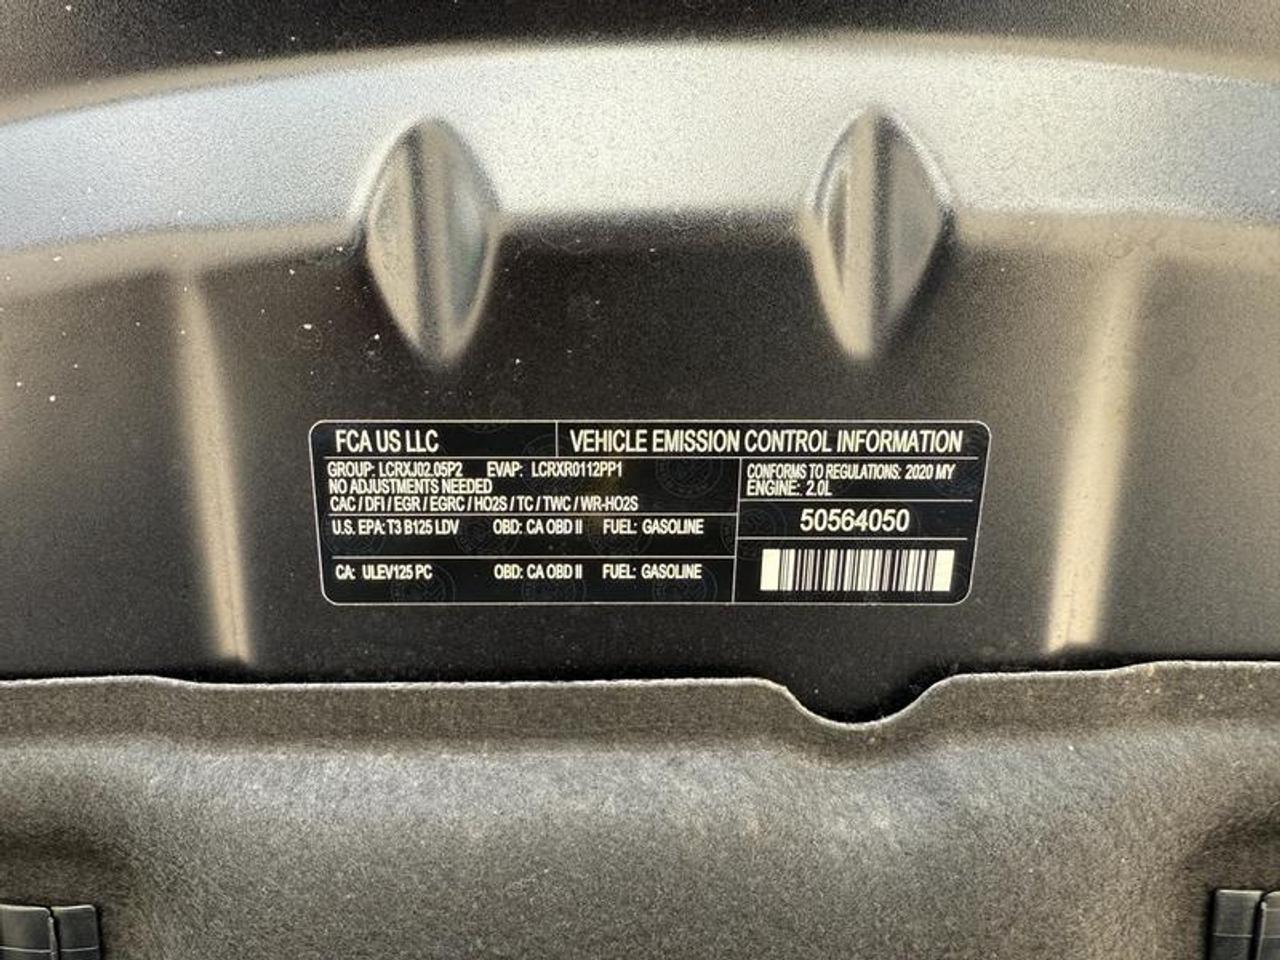 FCA US LLC
VEHICLE EMISSION CONTROL INFORMATION
GROUP: LCRXJ02.05P2 EVAP: LCRXR0112PP1
NO ADJUSTMENTS NEEDED
CAC / DFI / EGR / EGRC / HO2S / TC / TWC / WR-HO2S
U.S. EPA: T3 B125 LDV OBD: CA OBD II FUEL: GASOLINE
CA: ULEV125 PC OBD: CA OBD II FUEL: GASOLINE
CONFORMS TO REGULATIONS: 2020 MY
ENGINE: 2.0L
50564050